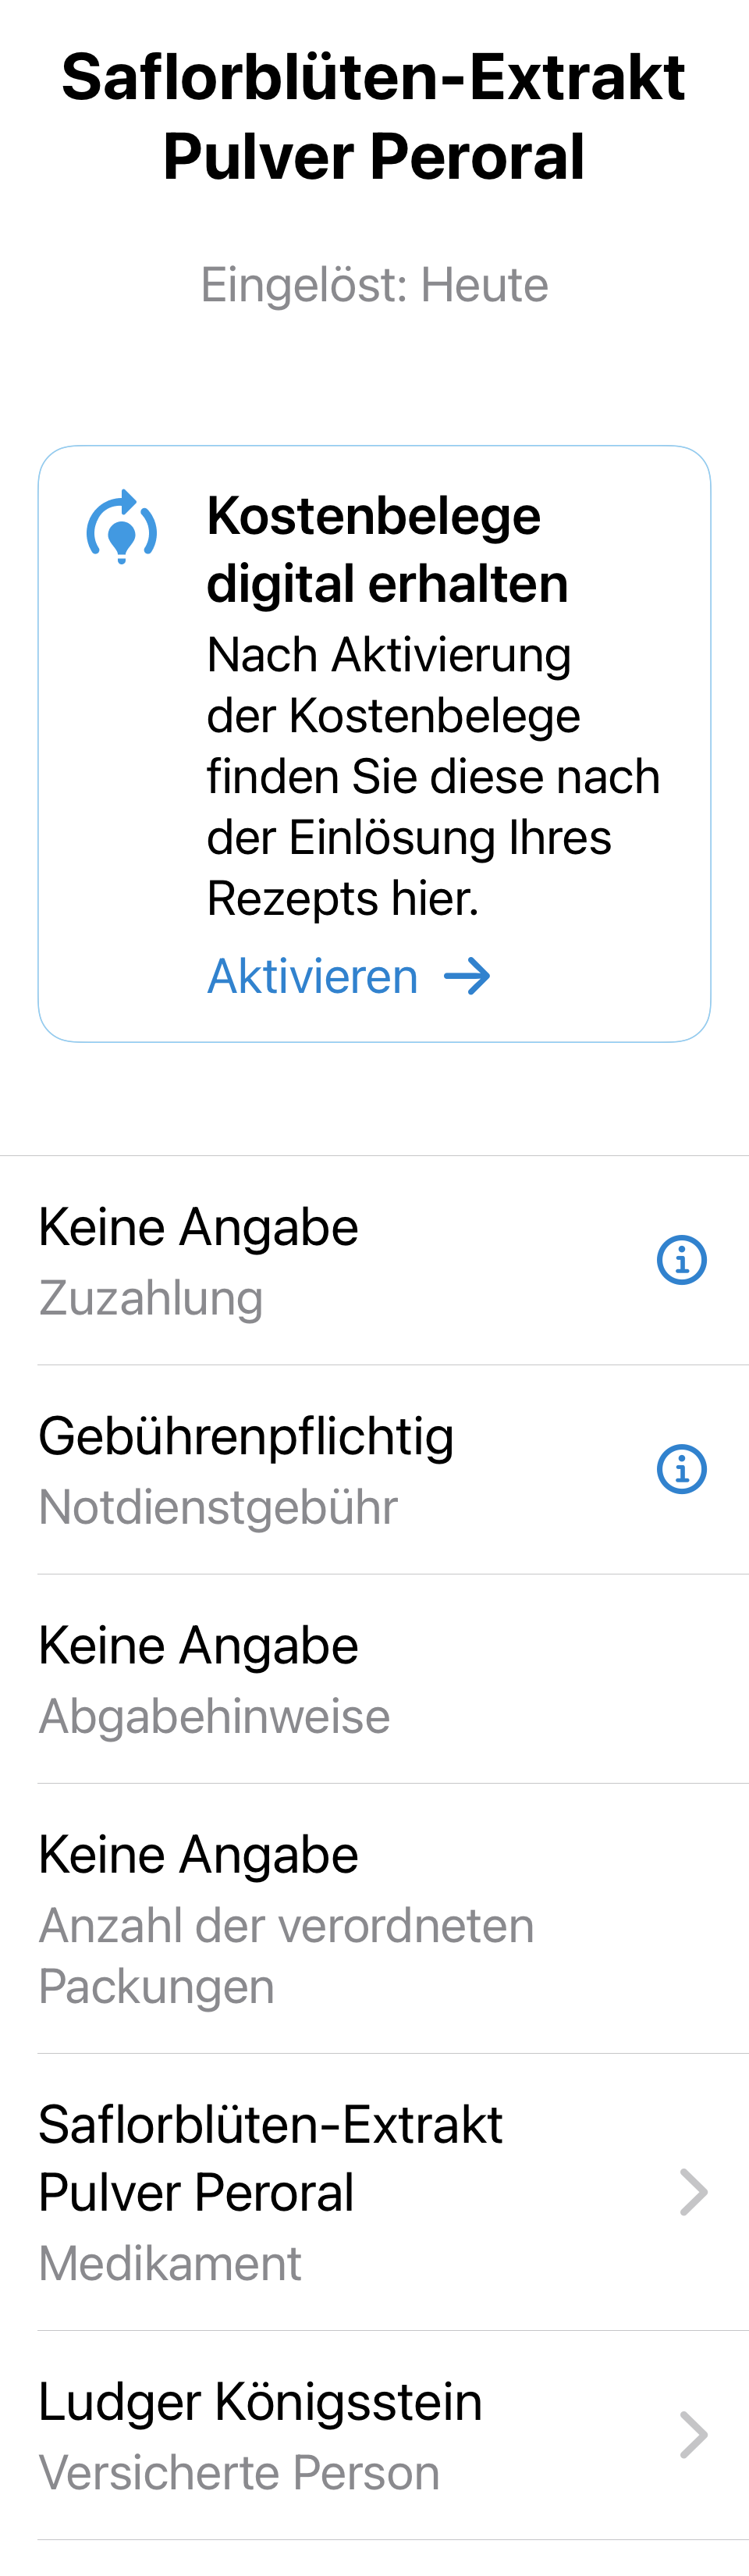 Saflorblüten-Extrakt
Pulver Peroral
Eingelöst: Heute
Kostenbelege
digital erhalten
Nach Aktivierung
der Kostenbelege
finden Sie diese nach
der Einlösung Ihres
Rezepts hier.
Aktivieren →
Keine Angabe
Zuzahlung
Gebührenpflichtig
Notdienstgebühr
Keine Angabe
Abgabehinweise
Keine Angabe
Anzahl der verordneten
Packungen
Saflorblüten-Extrakt
Pulver Peroral
Medikament
Ludger Königsstein
Versicherte Person